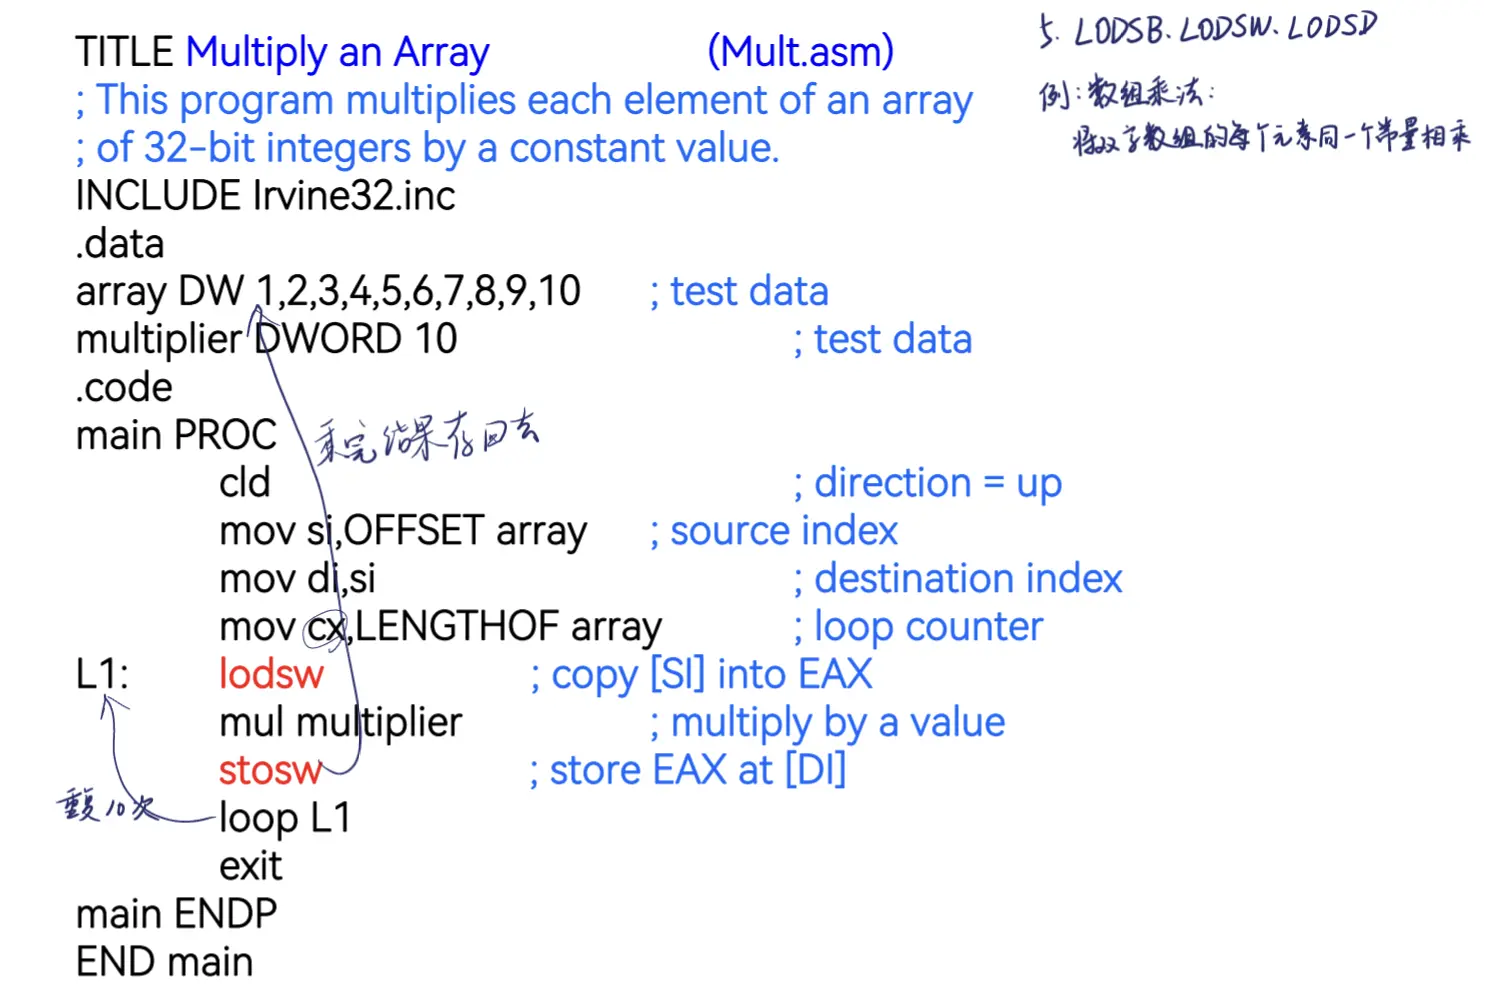 TITLE Multiply an Array (Mult.asm)
; This program multiplies each element of an array
; of 32-bit integers by a constant value.
INCLUDE Irvine32.inc
.data
array DW 1,2,3,4,5,6,7,8,9,10 ; test data
multiplier DWORD 10 ; test data
.code
main PROC
cld ; direction = up
mov si,OFFSET array ; source index
mov di,si ; destination index
mov cx,LENGTHOF array ; loop counter
L1: lodsw ; copy [SI] into EAX
mul multiplier ; multiply by a value
stosw ; store EAX at [DI]
loop L1
exit
main ENDP
END main
5. LODSB、LODSW、LODSD
例:数组乘法:
将双字数组的每个元素同一个常量相乘
乘完结果存回去
重复10次